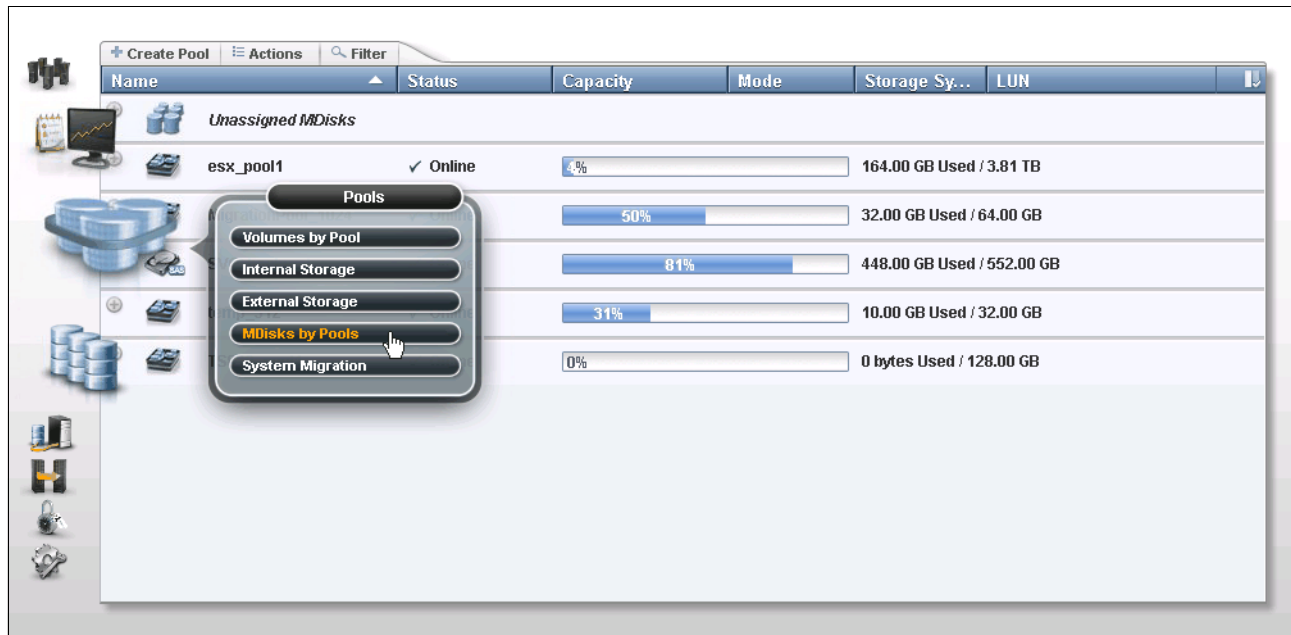 Create Pool Actions Filter
Name Status Capacity Mode Storage Sy... LUN
Unassigned MDisks
esx_pool1 ✓ Online 4% 164.00 GB Used / 3.81 TB
Pools
50% 32.00 GB Used / 64.00 GB
Volumes by Pool
SAS
Internal Storage
81% 448.00 GB Used / 552.00 GB
External Storage
31% 10.00 GB Used / 32.00 GB
MDisks by Pools
System Migration
0% 0 bytes Used / 128.00 GB